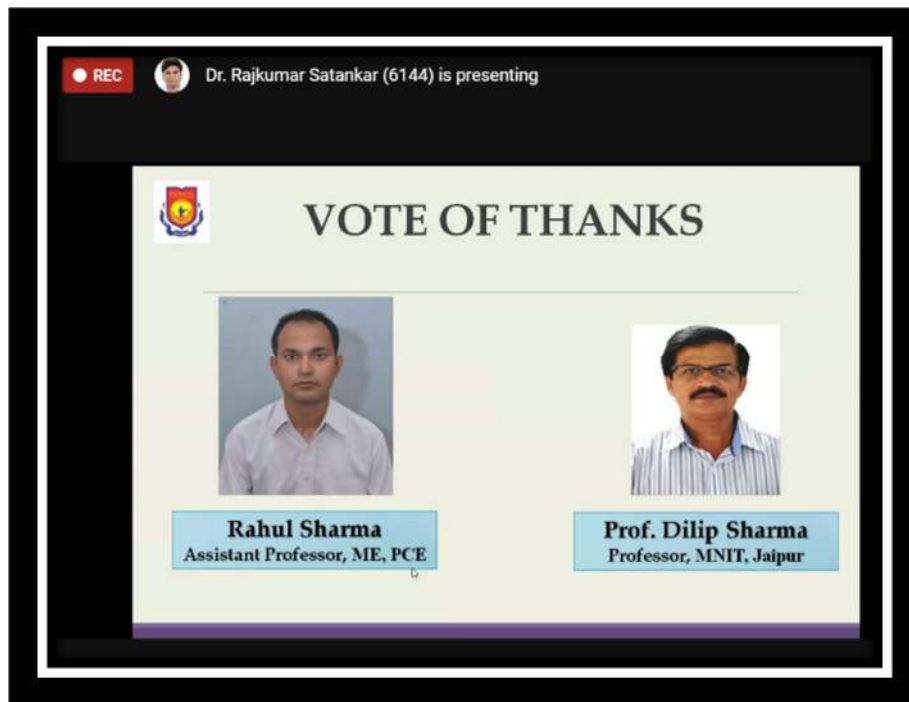 REC
Dr. Rajkumar Satankar (6144) is presenting
VOTE OF THANKS
Rahul Sharma
Assistant Professor, ME, PCE
Prof. Dilip Sharma
Professor, MNIT, Jaipur